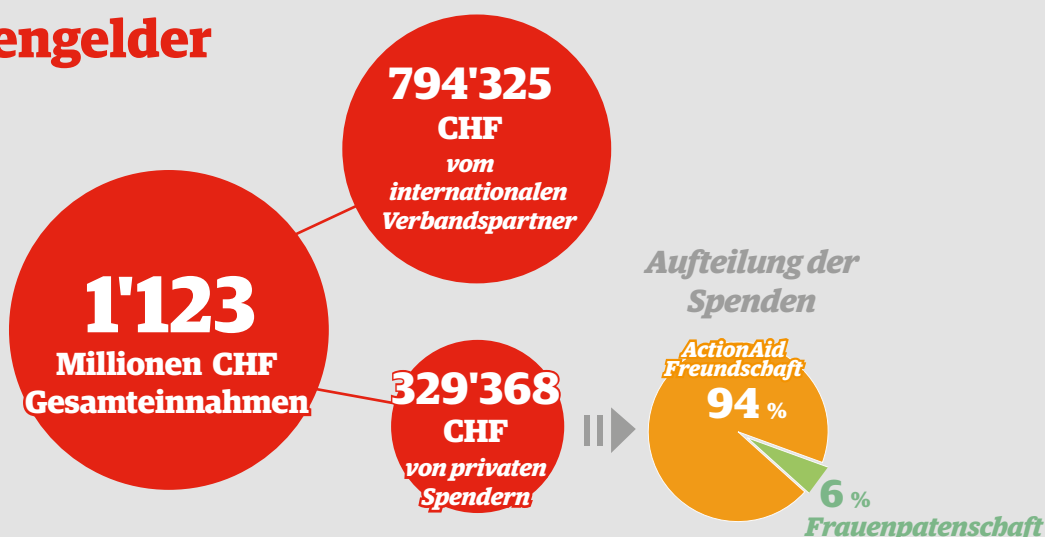 engelder
794'325
CHF
vom
internationalen
Verbandspartner
1'123
Millionen CHF
Gesamteinnahmen
329'368
CHF
von privaten
Spendern
Aufteilung der
Spenden
ActionAid
Freundschaft
94 %
6 %
Frauenpatenschaft